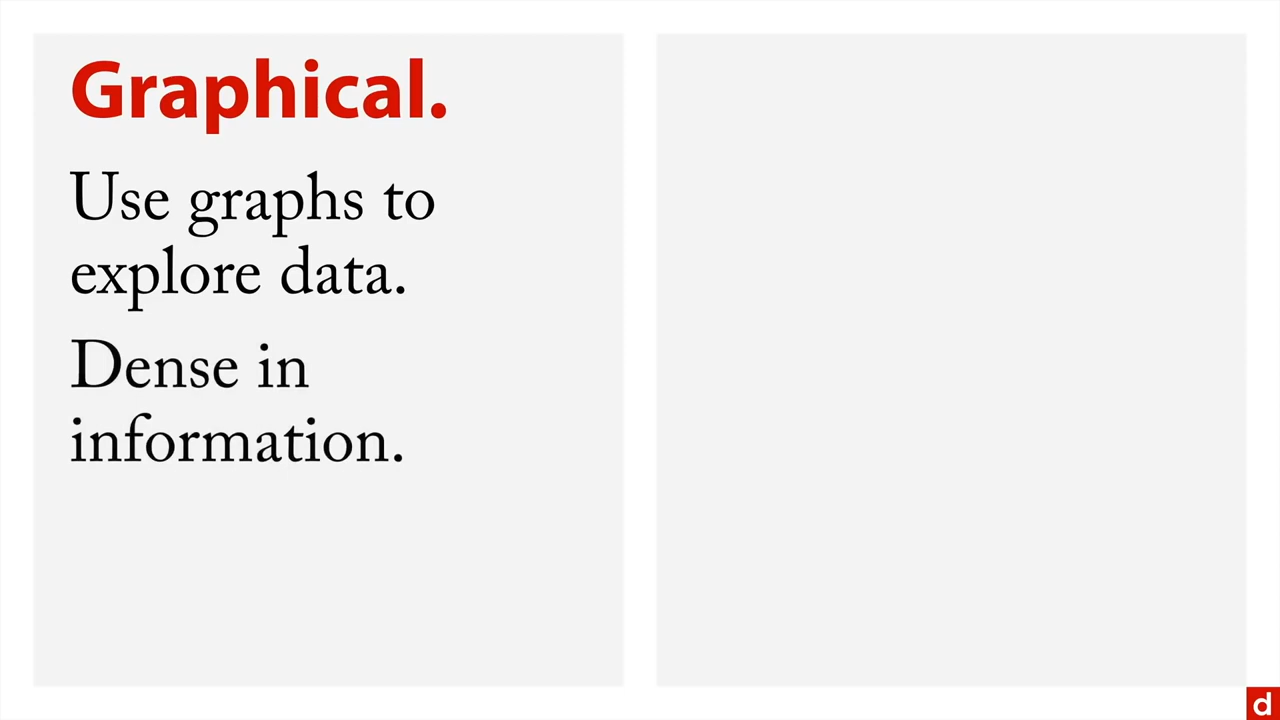 Graphical.
Use graphs to
explore data.
Dense in
information.
d